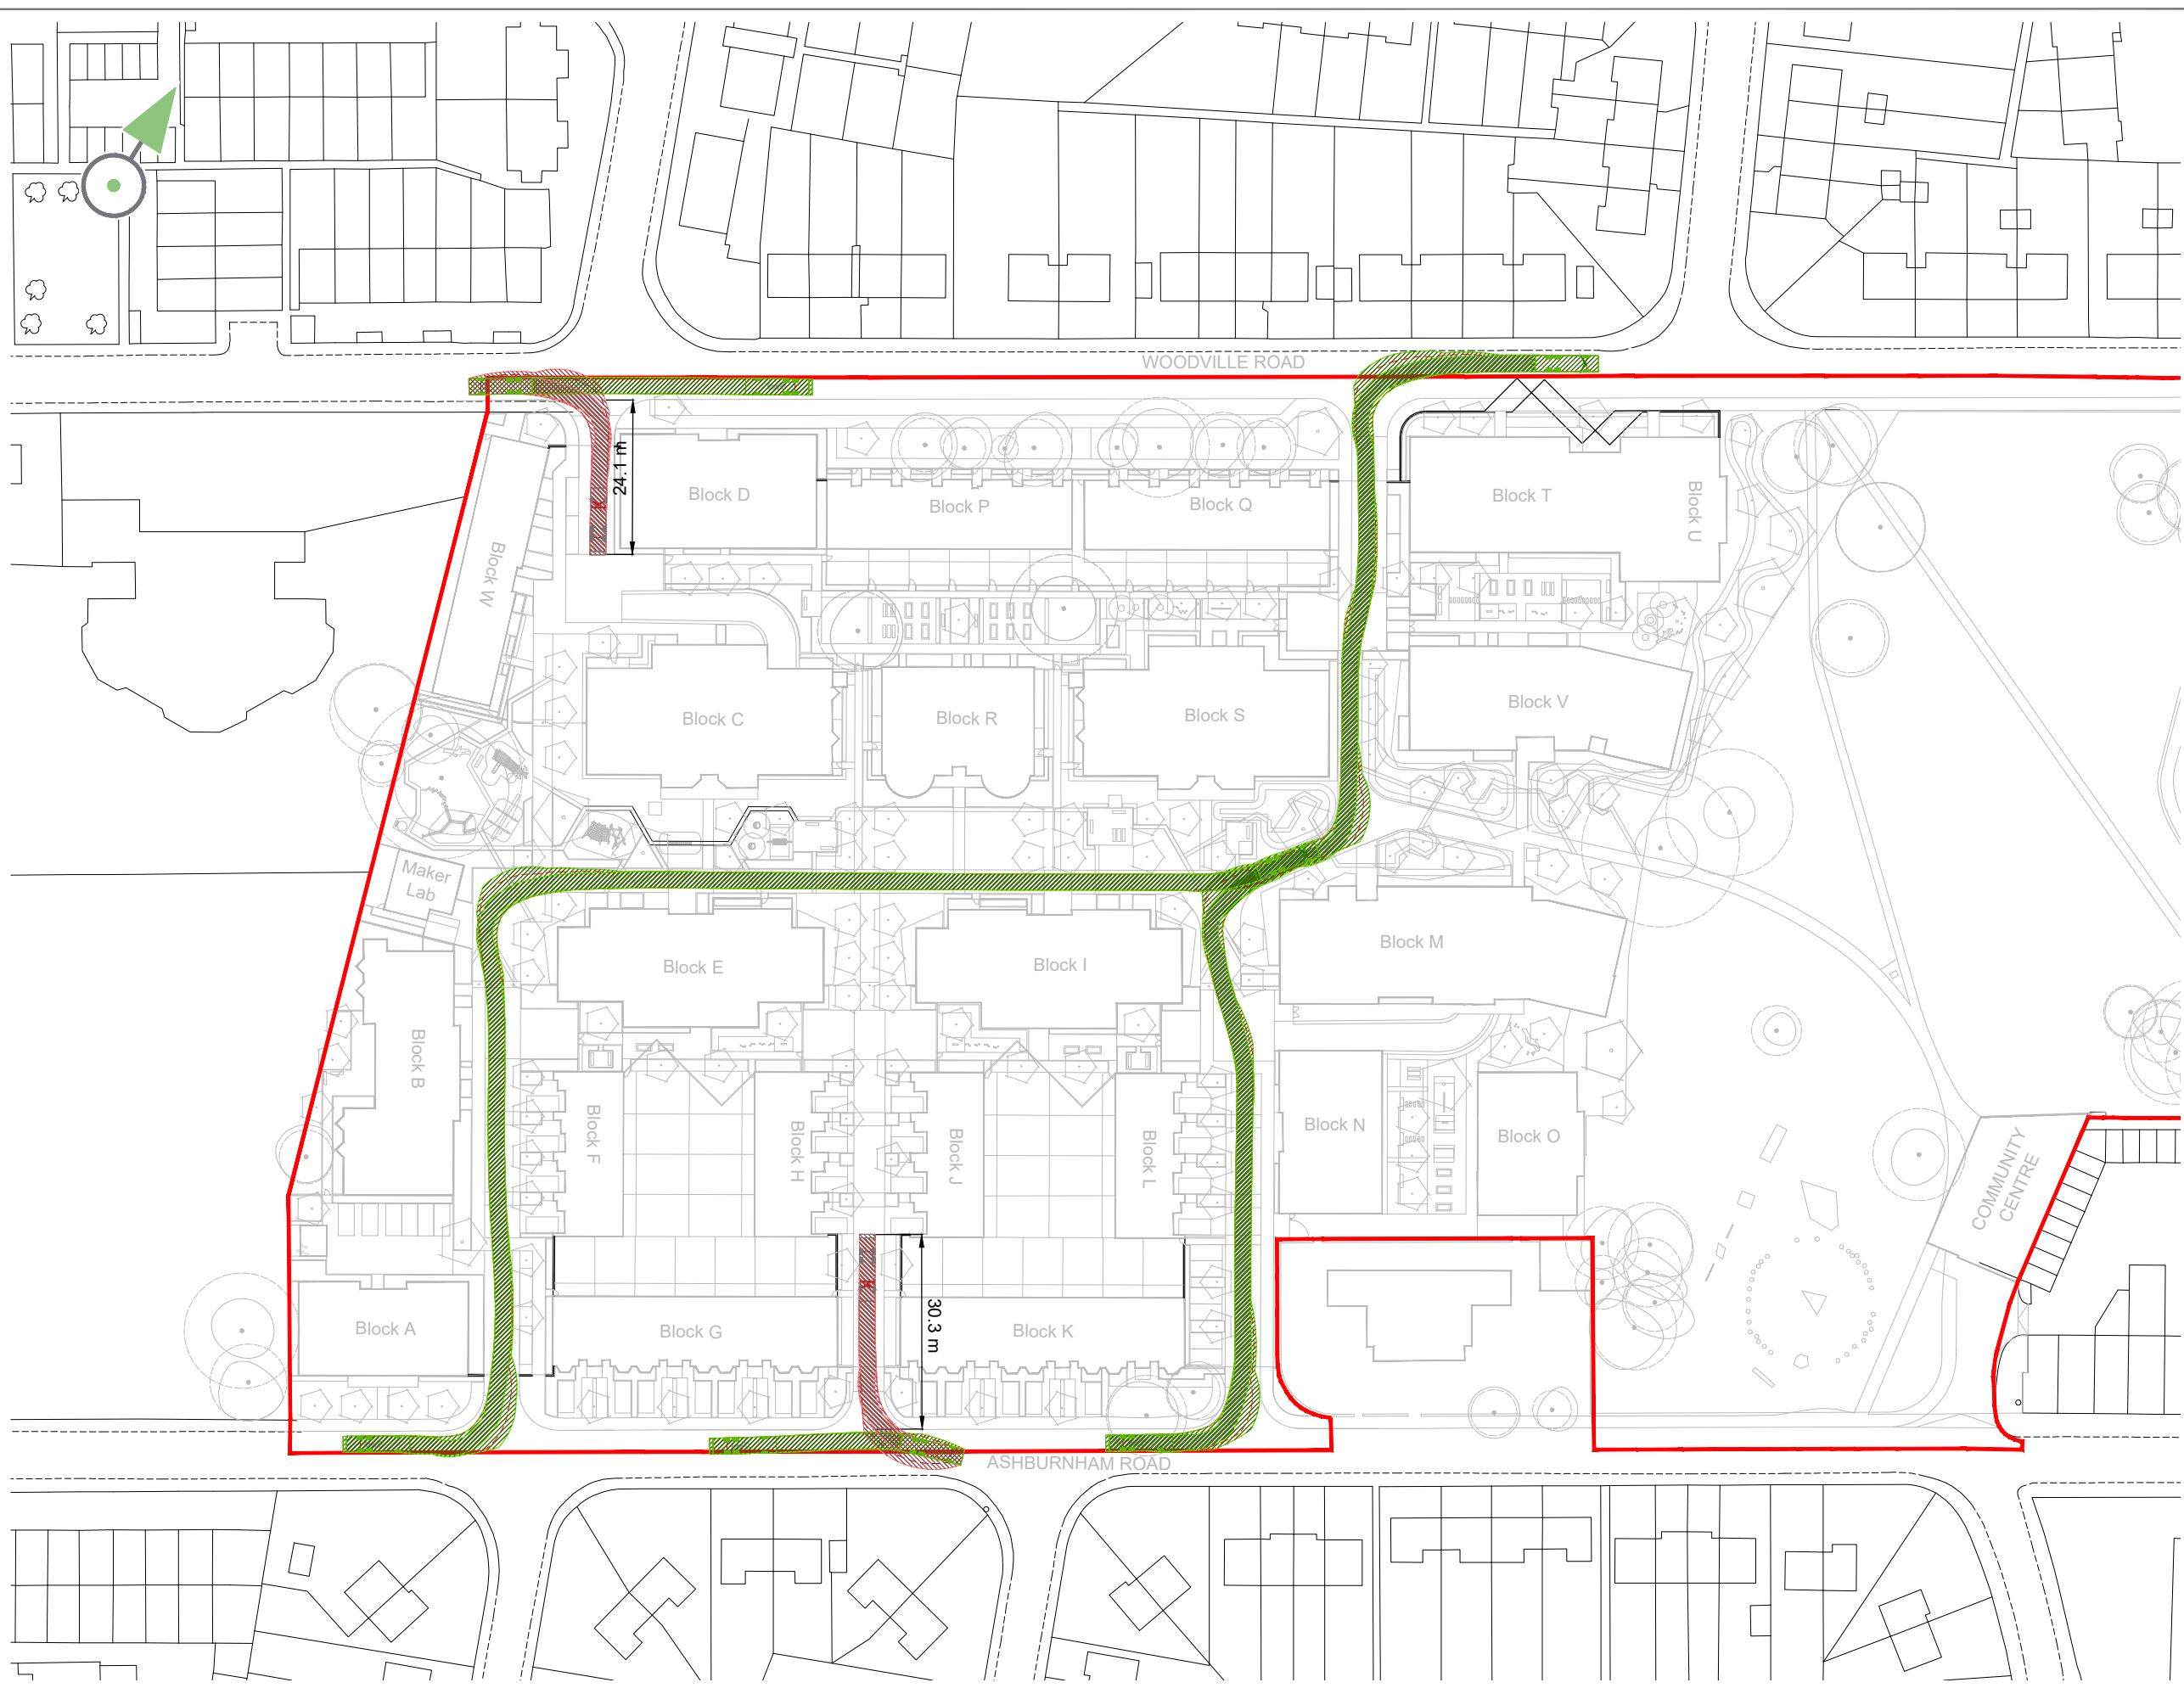 WOODVILLE ROAD
24.1 m
Block D
Block P
Block Q
Block T
Block U
Block W
Block C
Block R
Block S
Block V
Maker
Lab
Block E
Block I
Block M
Block B
Block F
Block H
Block J
Block L
Block N
Block O
COMMUNITY
CENTRE
30.3 m
Block A
Block G
Block K
ASHBURNHAM ROAD